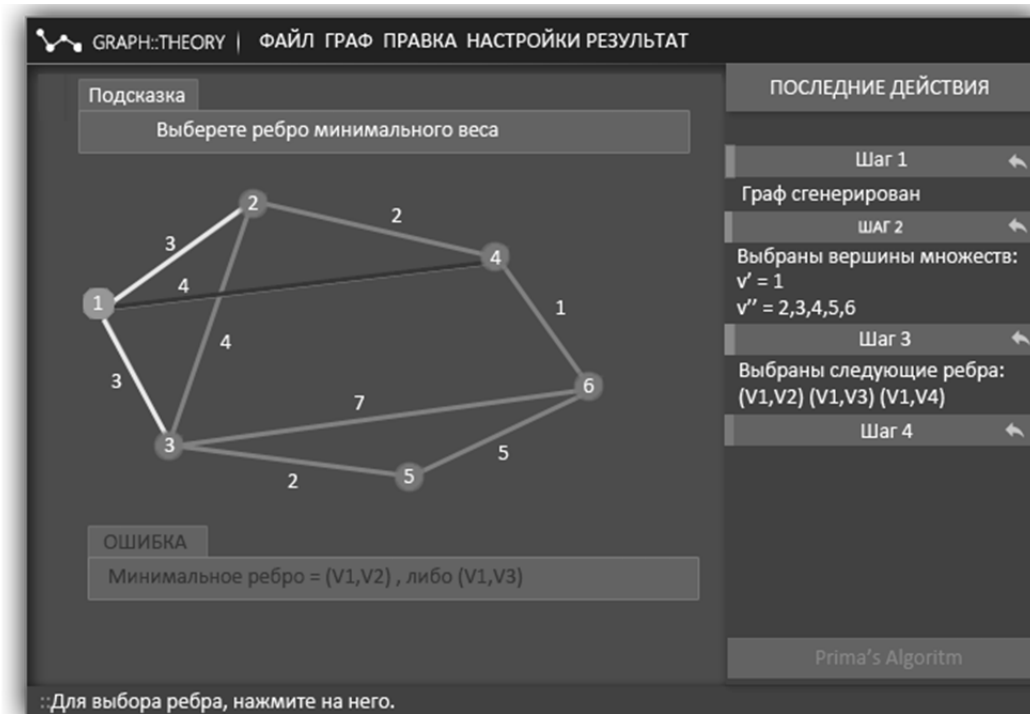 GRAPH::THEORY | ФАЙЛ ГРАФ ПРАВКА НАСТРОЙКИ РЕЗУЛЬТАТ
Подсказка
Выберете ребро минимального веса
2
2
3
4
4
1
1
4
3
6
7
3
5
2
5
ОШИБКА
Минимальное ребро = (V1,V2) , либо (V1,V3)
ПОСЛЕДНИЕ ДЕЙСТВИЯ
Шаг 1
Граф сгенерирован
ШАГ 2
Выбраны вершины множеств:
v' = 1
v'' = 2,3,4,5,6
Шаг 3
Выбраны следующие ребра:
(V1,V2) (V1,V3) (V1,V4)
Шаг 4
Prima's Algoritm
::Для выбора ребра, нажмите на него.